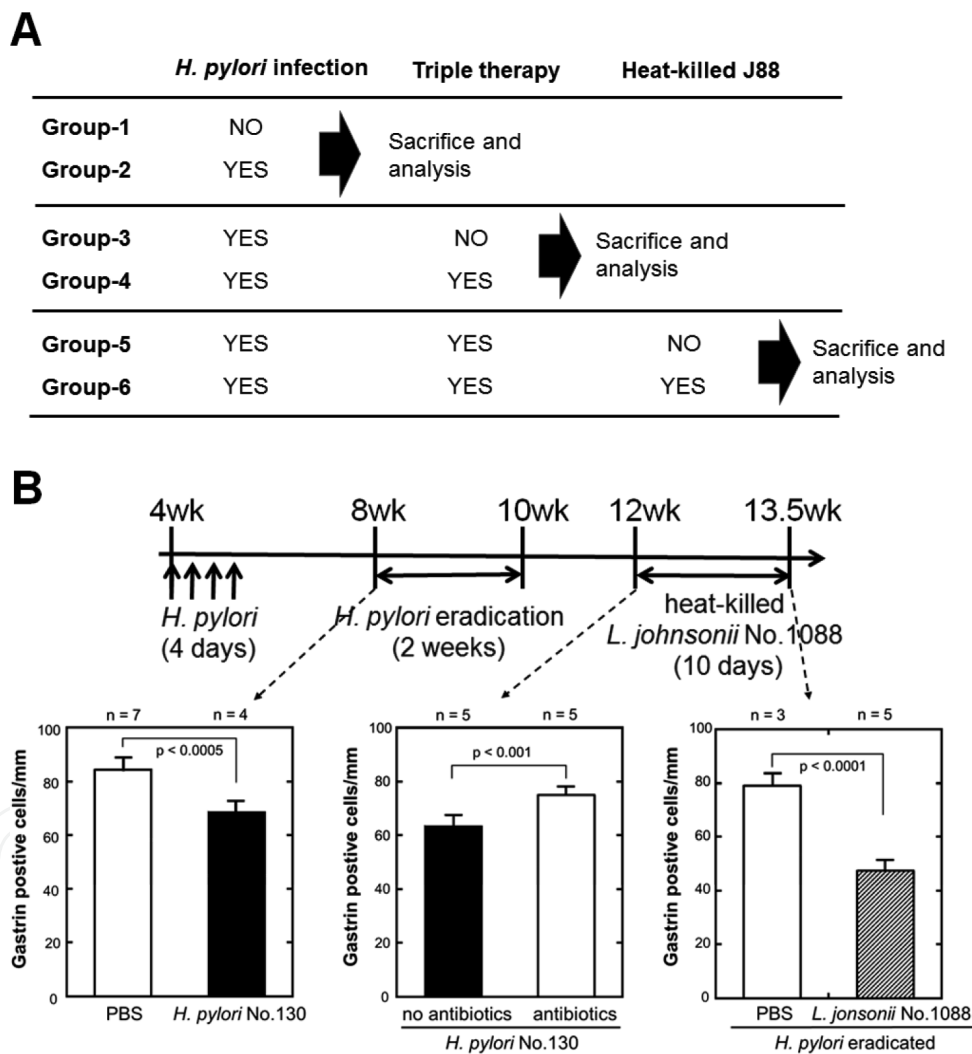 A
H. pylori infection Triple therapy Heat-killed J88
Group-1 NO
Group-2 YES
Sacrifice and
analysis
Group-3 YES NO
Group-4 YES YES
Sacrifice and
analysis
Group-5 YES YES NO
Group-6 YES YES YES
Sacrifice and
analysis
B
4wk 8wk 10wk 12wk 13.5wk
H. pylori
(4 days)
H. pylori eradication
(2 weeks)
heat-killed
L. johnsonii No.1088
(10 days)
n = 7 n = 4
p < 0.0005
Gastrin postive cells/mm
100
80
60
40
20
0
PBS H. pylori No.130
n = 5 n = 5
p < 0.001
Gastrin postive cells/mm
100
80
60
40
20
0
no antibiotics antibiotics
H. pylori No.130
n = 3 n = 5
p < 0.0001
Gastrin postive cells/mm
100
80
60
40
20
0
PBS L. jonsonii No.1088
H. pylori eradicated